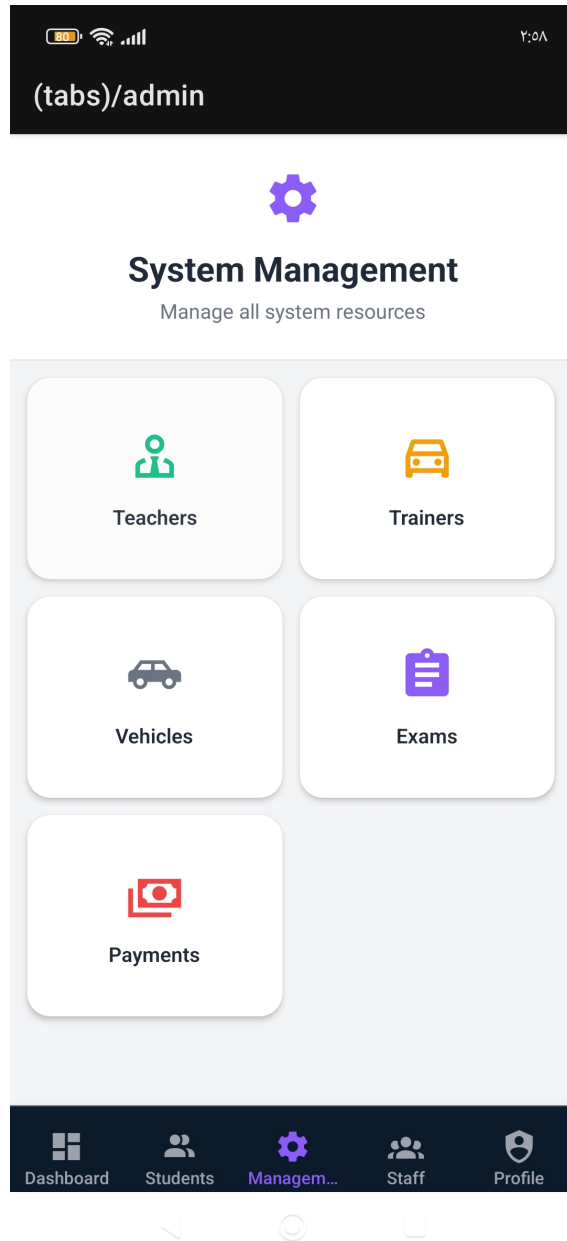 80
٢:٥٨
(tabs)/admin
System Management
Manage all system resources
Teachers
Trainers
Vehicles
Exams
Payments
Dashboard
Students
Managem...
Staff
Profile